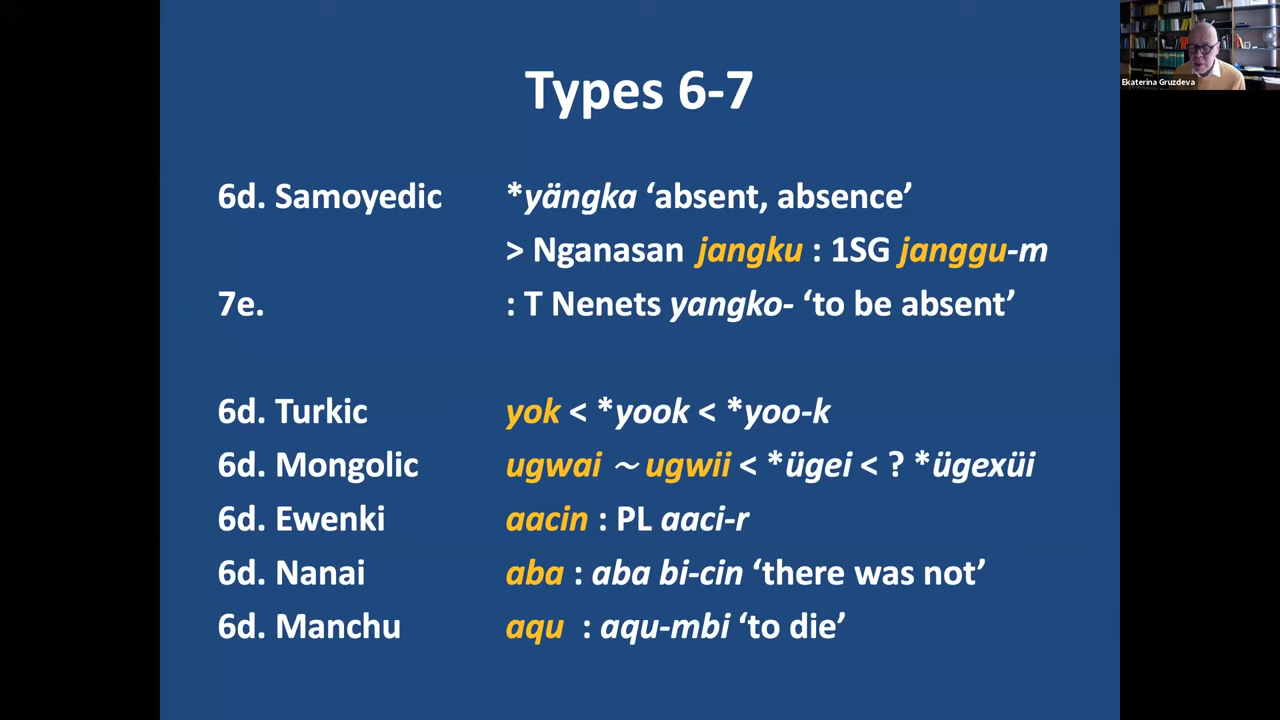 Types 6-7
6d. Samoyedic *yängka ‘absent, absence’
> Nganasan jangku : 1SG janggu-m
7e. : T Nenets yangko- ‘to be absent’
6d. Turkic yok < *yook < *yoo-k
6d. Mongolic ugwai ~ ugwii < *ügei < ? *ügexüi
6d. Ewenki aacin : PL aaci-r
6d. Nanai aba : aba bi-cin ‘there was not’
6d. Manchu aqu : aqu-mbi ‘to die’
Ekaterina Gruzdeva